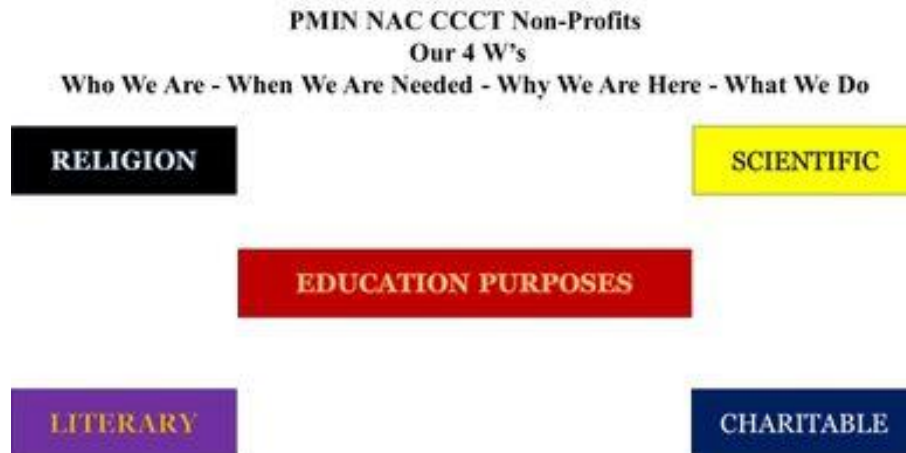 PMIN NAC CCCT Non-Profits
Our 4 W's
Who We Are - When We Are Needed - Why We Are Here - What We Do
RELIGION
SCIENTIFIC
EDUCATION PURPOSES
LITERARY
CHARITABLE